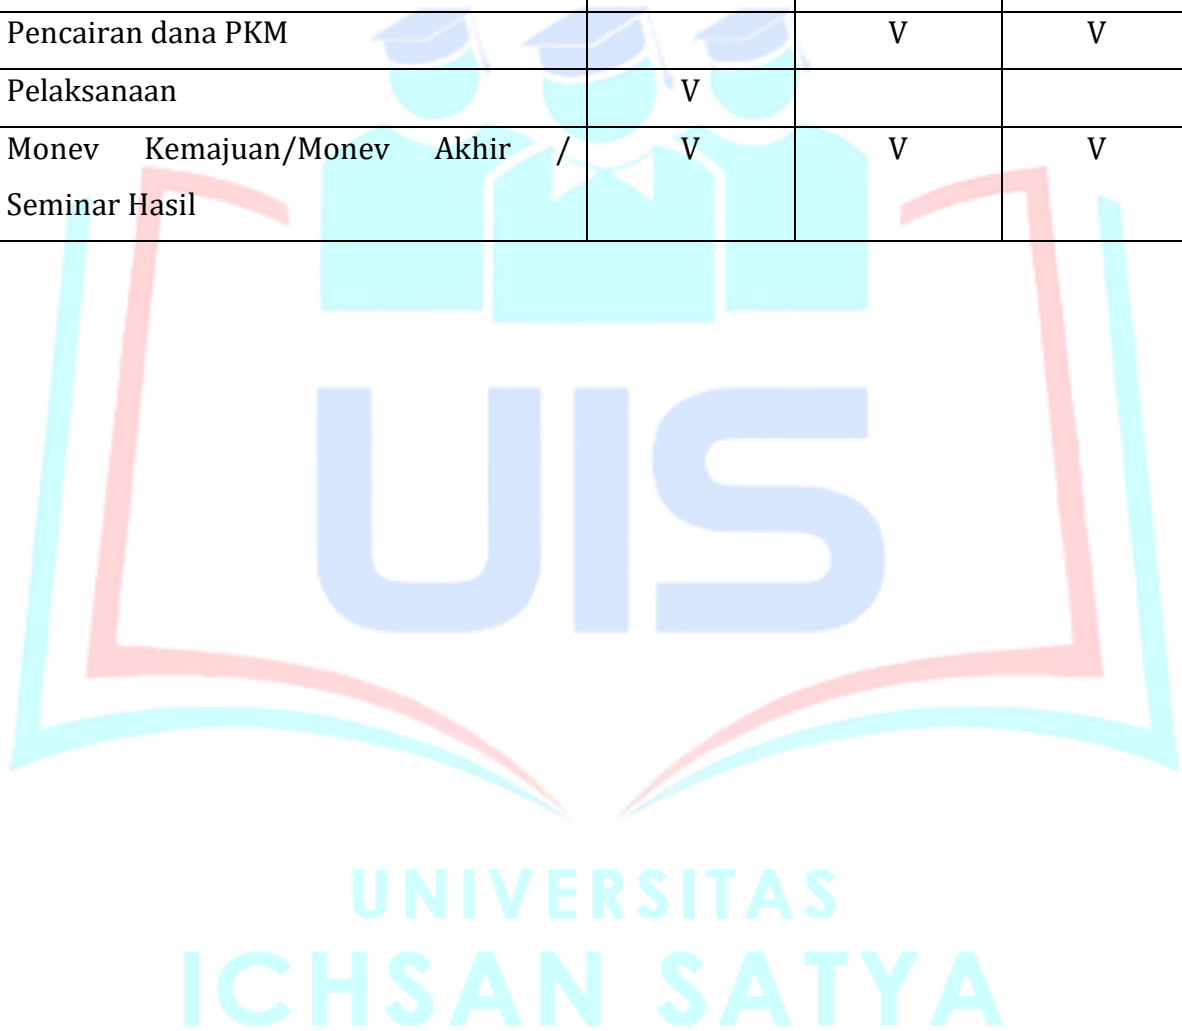 Pencairan dana PKM V V
Pelaksanaan V
Monev Kemajuan/Monev Akhir / V V V
Seminar Hasil
UIS
UNIVERSITAS
ICHSAN SATYA